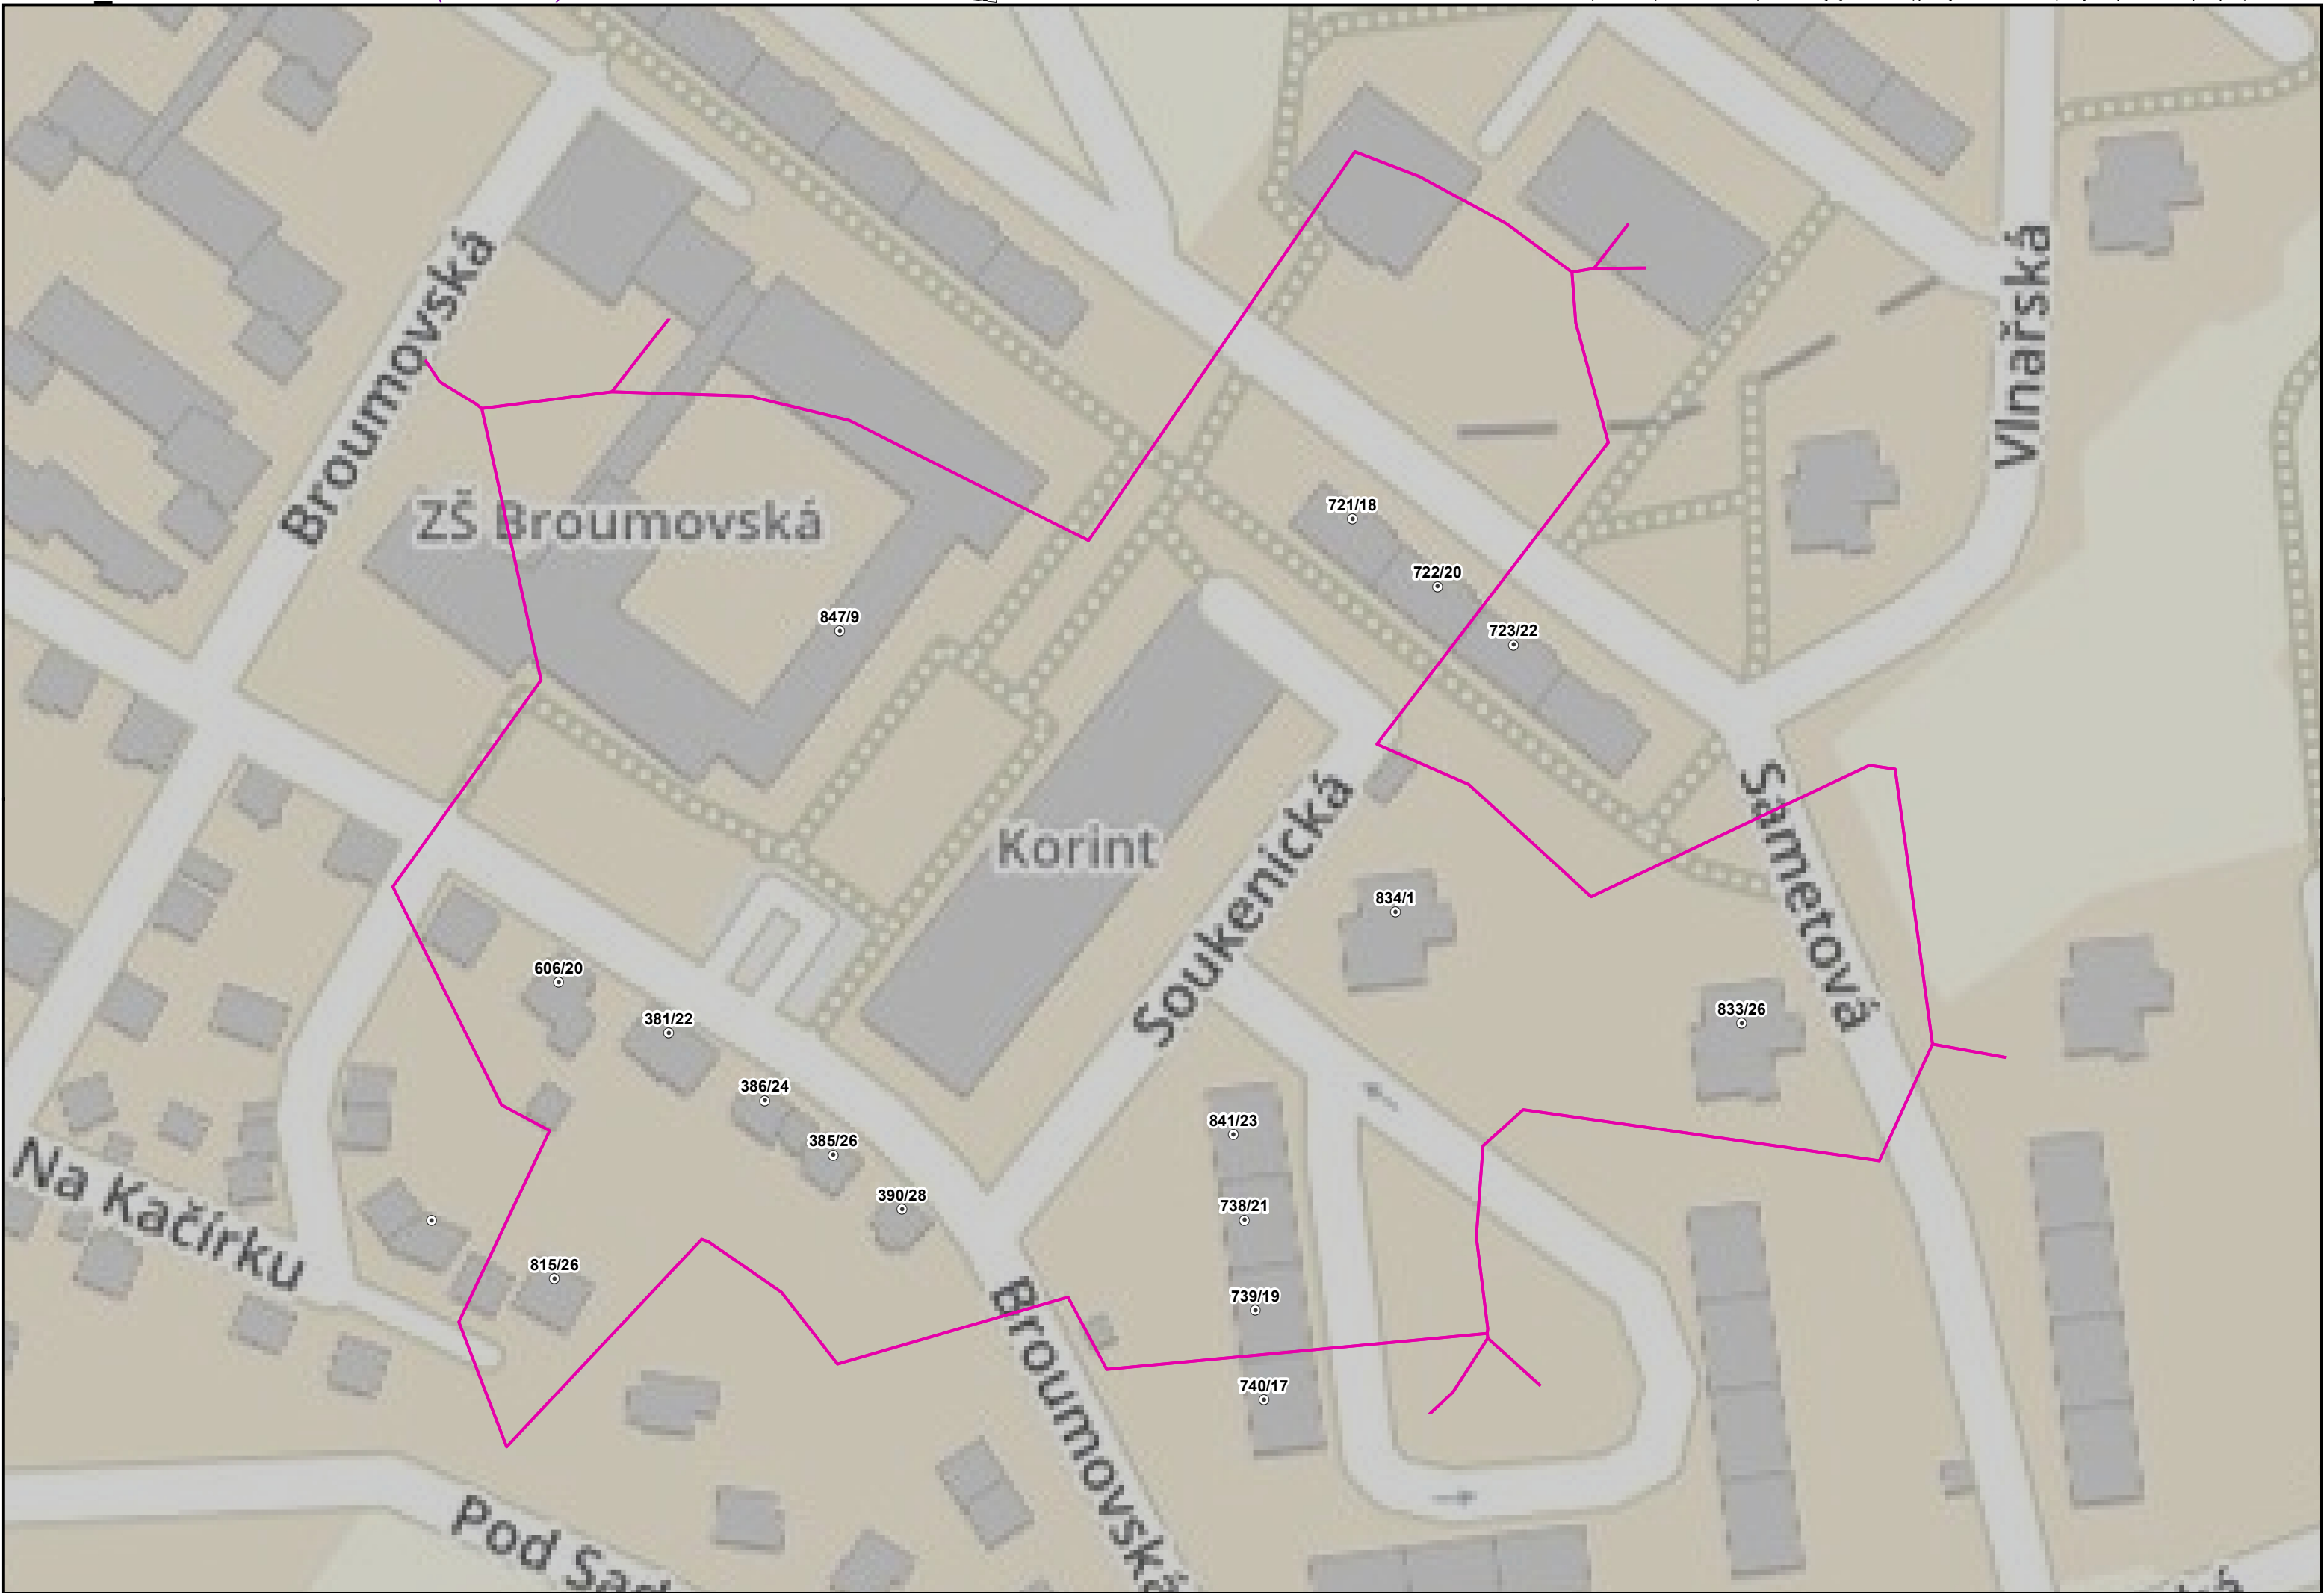 Broumovská
Vlnařská
ZŠ Broumovská
721/18
722/20
847/9
723/22
Korint
Soukenická
Sametová
834/1
606/20
381/22
833/26
386/24
841/23
385/26
Na Kačírku
390/28
738/21
815/26
739/19
Broumovská
740/17
Pod Sad